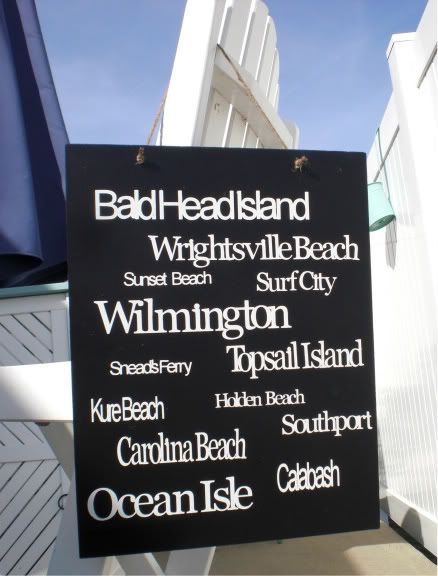 Bald Head Island
Wrightsville Beach
Sunset Beach
Surf City
Wilmington
Snead's Ferry
Topsail Island
Kure Beach
Holden Beach
Southport
Carolina Beach
Calabash
Ocean Isle